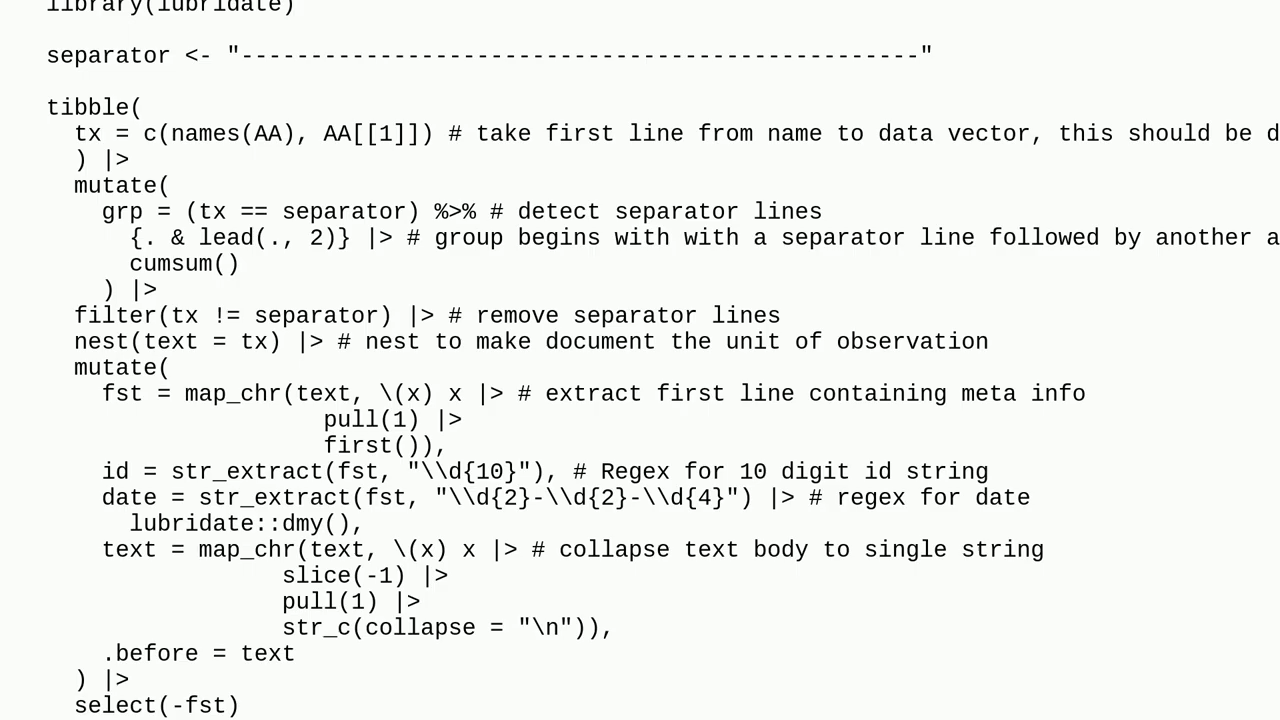 library(lubridate)
separator <- "-------------------------------------------------"
tibble(
tx = c(names(AA), AA[[1]]) # take first line from name to data vector, this should be d
) |>
mutate(
grp = (tx == separator) %>% # detect separator lines
{. & lead(., 2)} |> # group begins with with a separator line followed by another a
cumsum()
) |>
filter(tx != separator) |> # remove separator lines
nest(text = tx) |> # nest to make document the unit of observation
mutate(
fst = map_chr(text, \(x) x |> # extract first line containing meta info
pull(1) |>
first()),
id = str_extract(fst, "\\d{10}"), # Regex for 10 digit id string
date = str_extract(fst, "\\d{2}-\\d{2}-\\d{4}") |> # regex for date
lubridate::dmy(),
text = map_chr(text, \(x) x |> # collapse text body to single string
slice(-1) |>
pull(1) |>
str_c(collapse = "\n")),
.before = text
) |>
select(-fst)